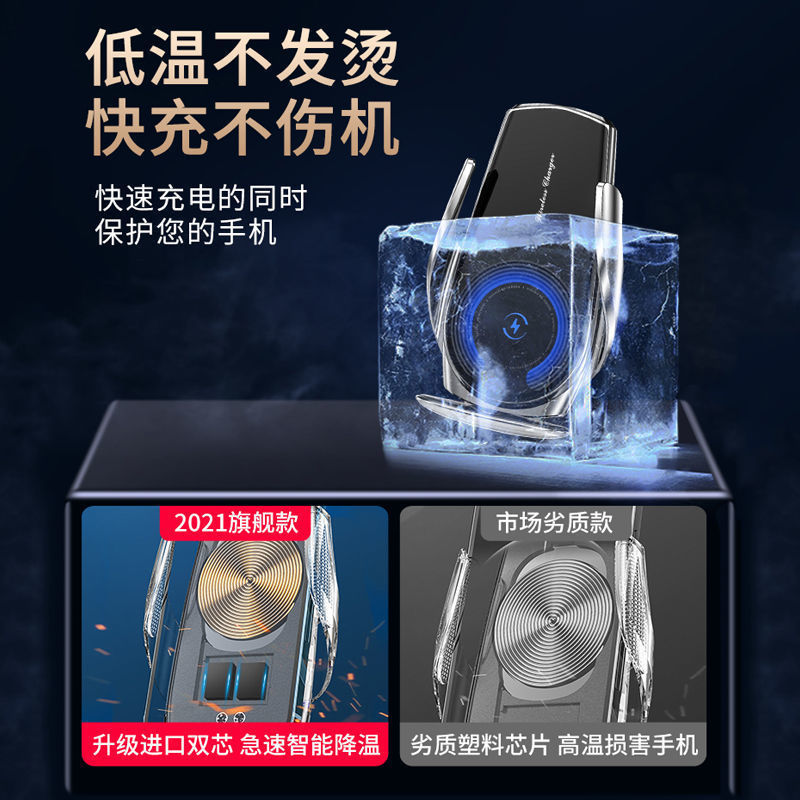 低温不发烫
快充不伤机
快速充电的同时
保护您的手机
Wireless Charger
2021旗舰款
市场劣质款
升级进口双芯 急速智能降温
劣质塑料芯片 高温损害手机